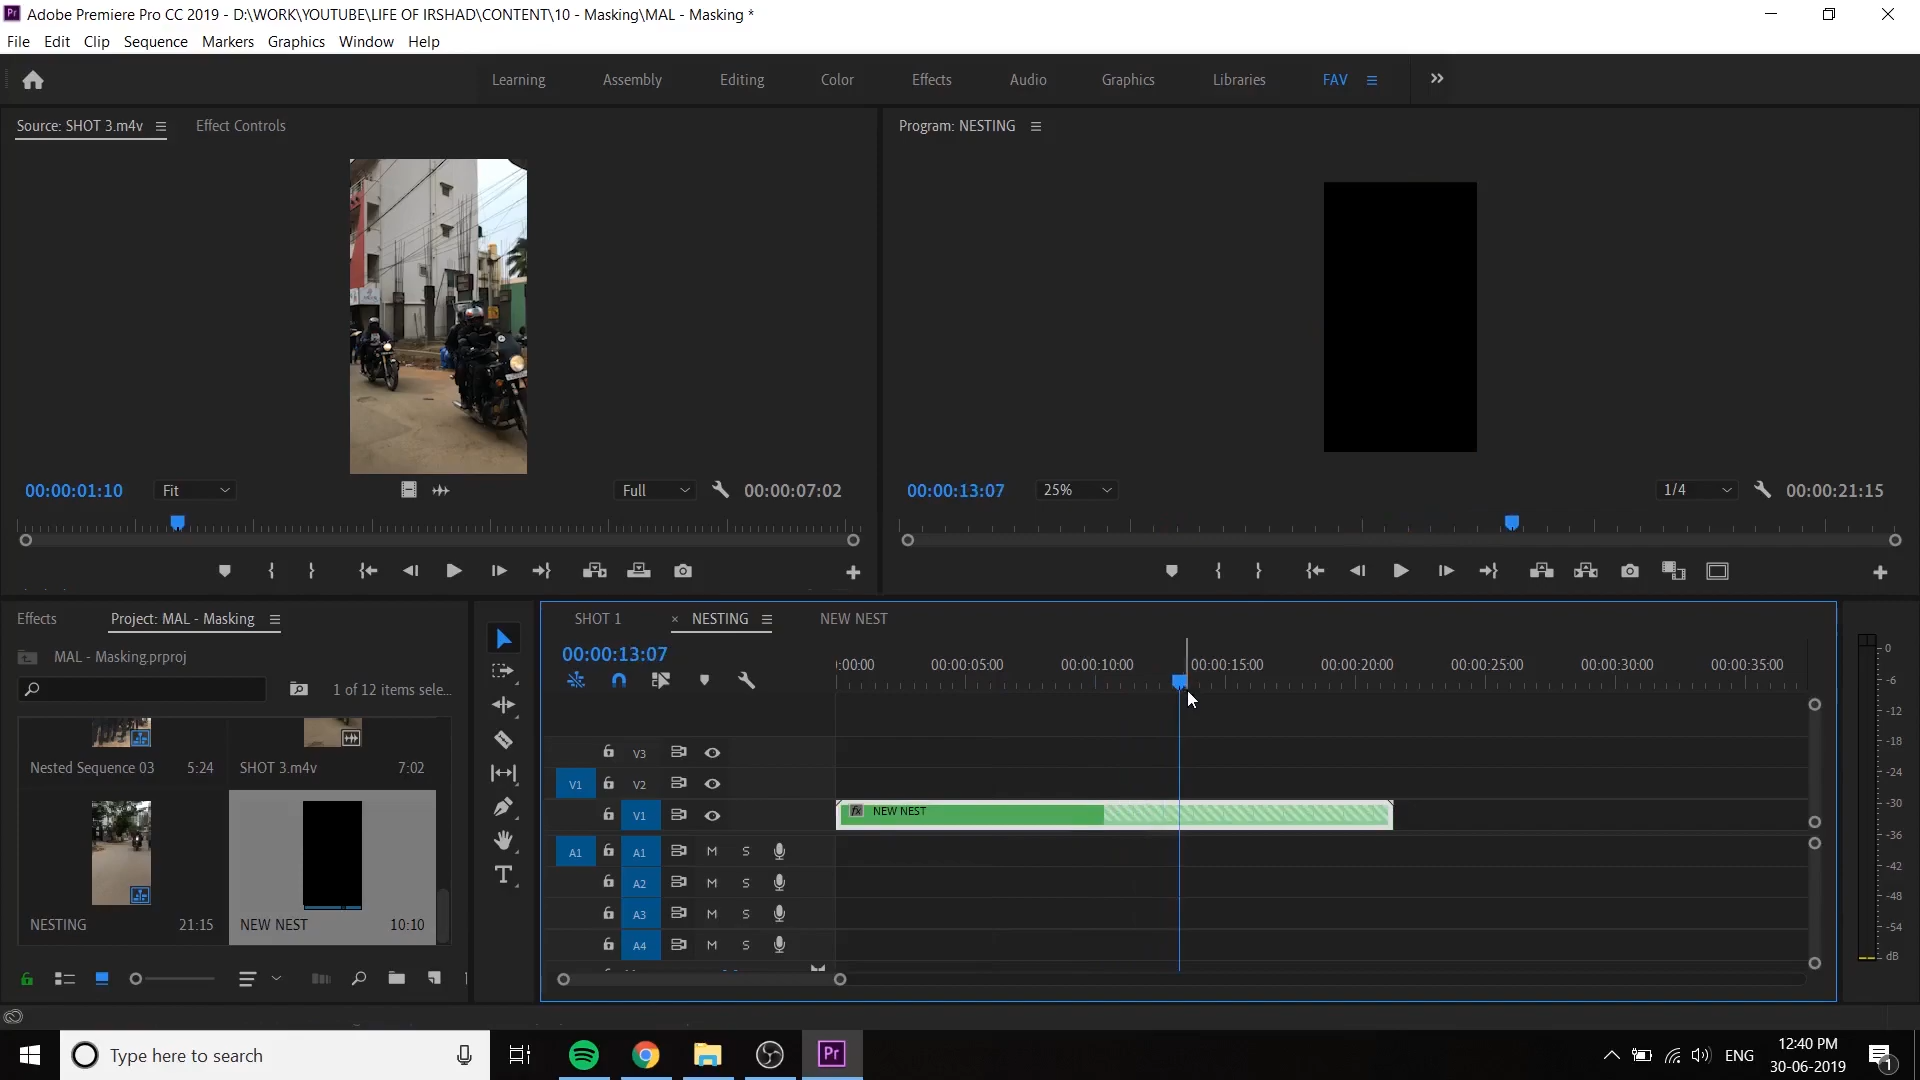 Pr Adobe Premiere Pro CC 2019 - D:\WORK\YOUTUBE\LIFE OF IRSHAD\CONTENT\10 - Masking\MAL - Masking *
File Edit Clip Sequence Markers Graphics Window Help
Learning Assembly Editing Color Effects Audio Graphics Libraries FAV
Source: SHOT 3.m4v Effect Controls
Program: NESTING
00:00:01:10 Fit Full 00:00:07:02
00:00:13:07 25% 1/4 00:00:21:15
Effects Project: MAL - Masking
MAL - Masking.prproj
1 of 12 items sele...
Nested Sequence 03 5:24
SHOT 3.m4v 7:02
NESTING 21:15
NEW NEST 10:10
SHOT 1 × NESTING NEW NEST
00:00:13:07
:00:00 00:00:05:00 00:00:10:00 00:00:15:00 00:00:20:00 00:00:25:00 00:00:30:00 00:00:35:00
V3
V1 V2
V1 fx NEW NEST
A1 A1 M S
A2 M S
A3 M S
A4 M S
0
-6
-12
-18
-24
-30
-36
-42
-48
-54
dB
Type here to search
Pr
ENG
12:40 PM
30-06-2019
1